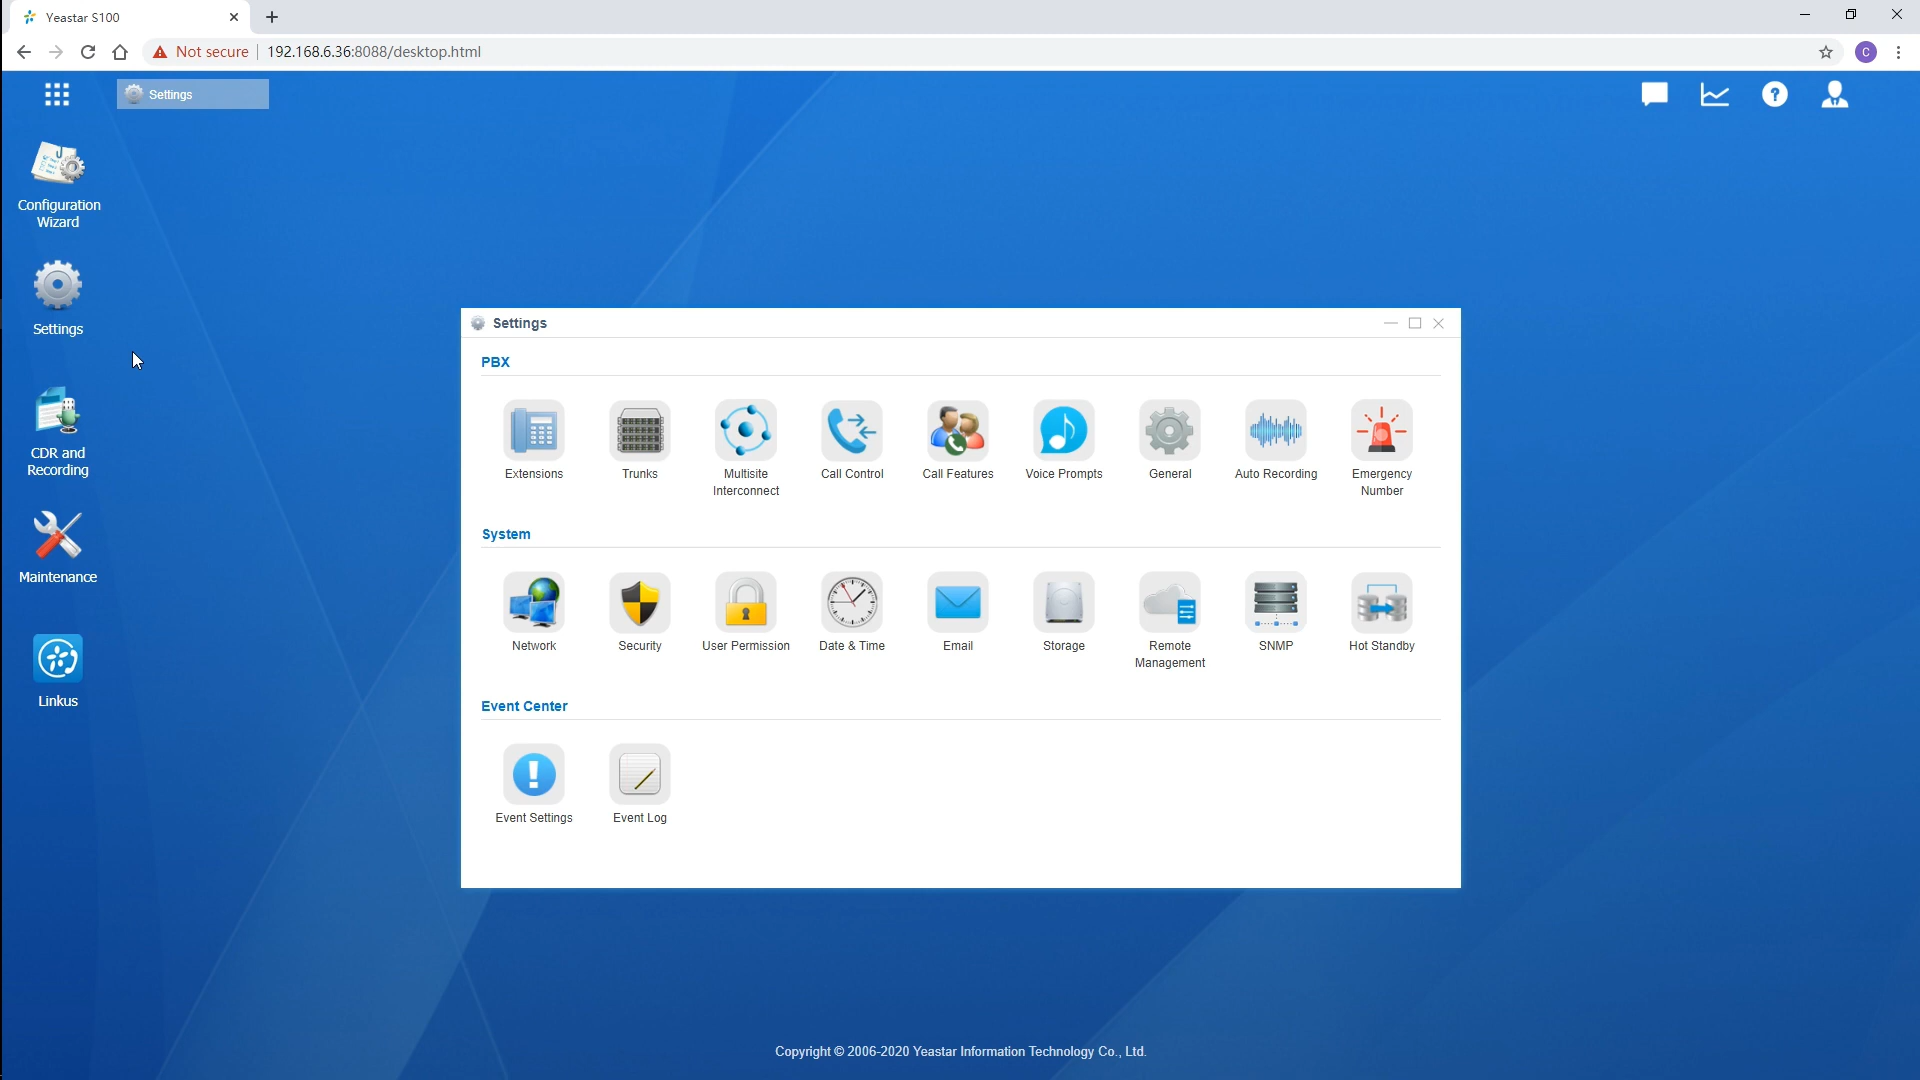 Yeastar S100
Not secure
192.168.6.36:8088/desktop.html
Settings
Configuration
Wizard
Settings
CDR and
Recording
Maintenance
Linkus
Settings
PBX
Extensions
Trunks
Multisite
Interconnect
Call Control
Call Features
Voice Prompts
General
Auto Recording
Emergency
Number
System
Network
Security
User Permission
Date & Time
Email
Storage
Remote
Management
SNMP
Hot Standby
Event Center
Event Settings
Event Log
C
Copyright © 2006-2020 Yeastar Information Technology Co., Ltd.